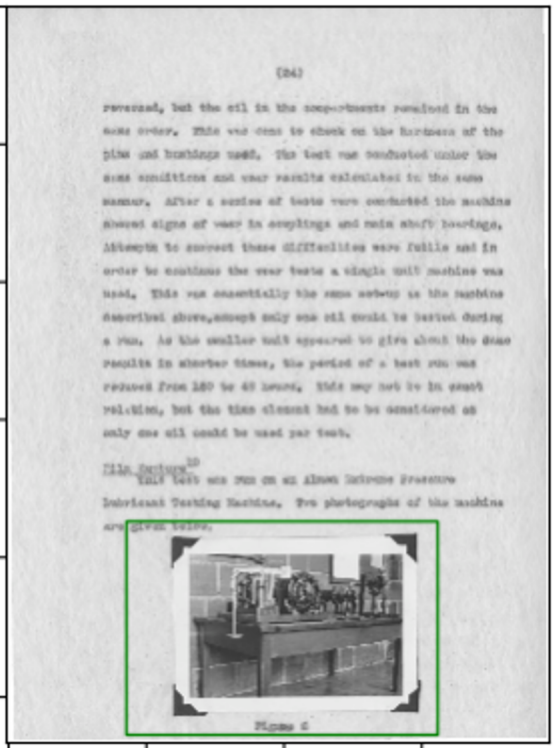 (24)
reversed, but the oil in the compartments remained in the
same order. This was done to check on the hardness of the
pins and bushings used. The test was conducted under the
same conditions and wear results calculated in the same
manner. After a series of tests were conducted the machine
showed signs of wear in couplings and main shaft bearings.
Attempts to correct these difficulties were futile and in
order to continue the wear tests a single unit machine was
used. This was essentially the same set-up as the machine
described above, except only one oil could be tested during
a run. As the smaller unit appeared to give about the same
results in shorter times, the period of a test run was
reduced from to hours. This may not be in exact
relation, but the time element had to be considered as
only one oil could be used per test.
Film Rupture
This test was run on an Almen Extreme Pressure
Lubricant Testing Machine. Two photographs of the machine
are given below.
Figure 6